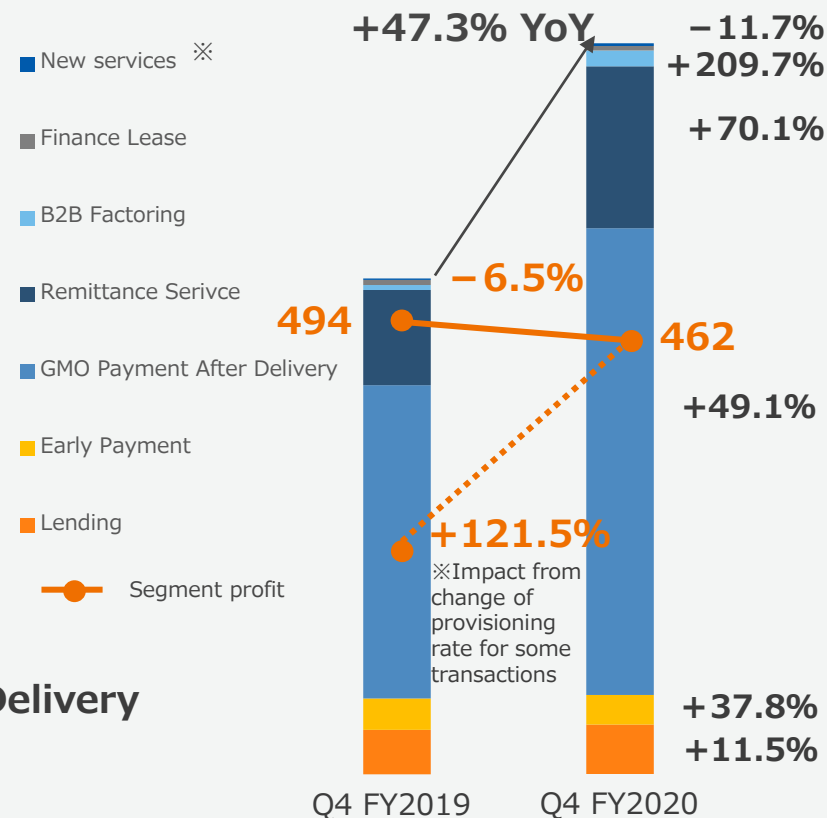 +47.3% YoY
−11.7%
+209.7%
+70.1%
New services ※
Finance Lease
B2B Factoring
Remittance Serivce
GMO Payment After Delivery
Early Payment
Lending
Segment profit
494
−6.5%
462
+49.1%
+121.5%
※Impact from
change of
provisioning
rate for some
transactions
Delivery
+37.8%
+11.5%
Q4 FY2019
Q4 FY2020